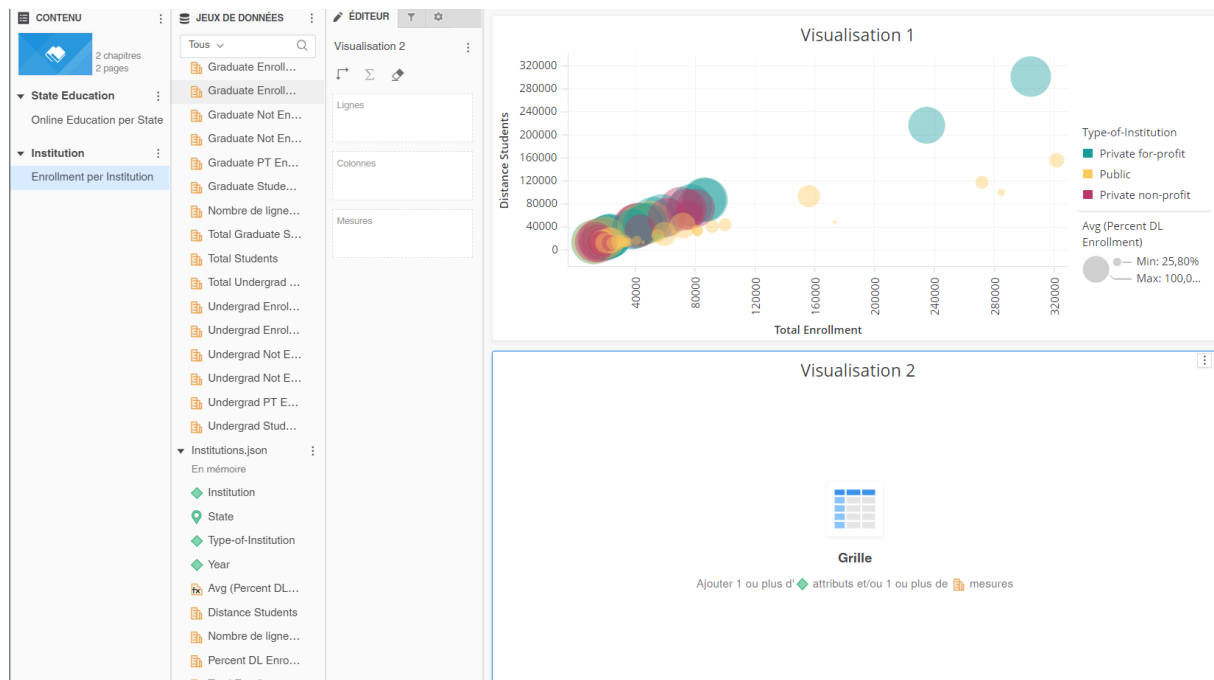 CONTENU
2 chapitres
2 pages
State Education
Online Education per State
Institution
Enrollment per Institution
JEUX DE DONNÉES
Tous
Graduate Enroll...
Graduate Enroll...
Graduate Not En...
Graduate Not En...
Graduate PT En...
Graduate Stude...
Nombre de ligne...
Total Graduate S...
Total Students
Total Undergrad ...
Undergrad Enrol...
Undergrad Enrol...
Undergrad Not E...
Undergrad Not E...
Undergrad PT E...
Undergrad Stud...
Institutions.json
En mémoire
Institution
State
Type-of-Institution
Year
fx Avg (Percent DL...
Distance Students
Nombre de ligne...
Percent DL Enro...
ÉDITEUR
Visualisation 2
Lignes
Colonnes
Mesures
Visualisation 1
Distance Students
320000
280000
240000
200000
160000
120000
80000
40000
0
40000
80000
120000
160000
200000
240000
280000
320000
Total Enrollment
Type-of-Institution
Private for-profit
Public
Private non-profit
Avg (Percent DL
Enrollment)
Min: 25,80%
Max: 100,0...
Visualisation 2
Grille
Ajouter 1 ou plus d' attributs et/ou 1 ou plus de mesures